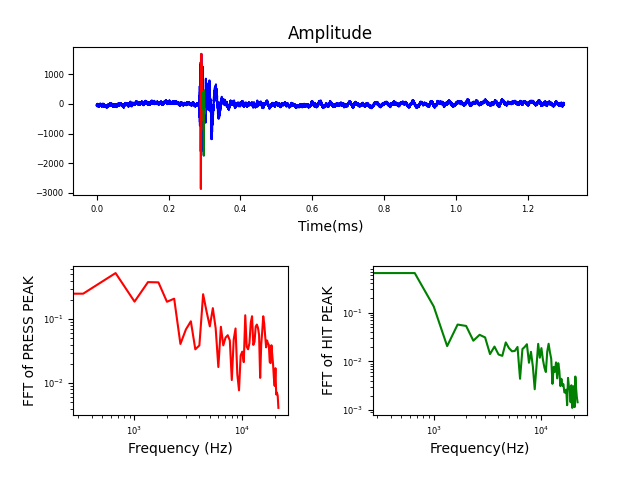 Amplitude
1000
0
−1000
−2000
−3000
0.0 0.2 0.4 0.6 0.8 1.0 1.2
Time(ms)
FFT of PRESS PEAK
10⁻¹
10⁻²
10³ 10⁴
Frequency (Hz)
FFT of HIT PEAK
10⁻¹
10⁻²
10⁻³
10³ 10⁴
Frequency(Hz)